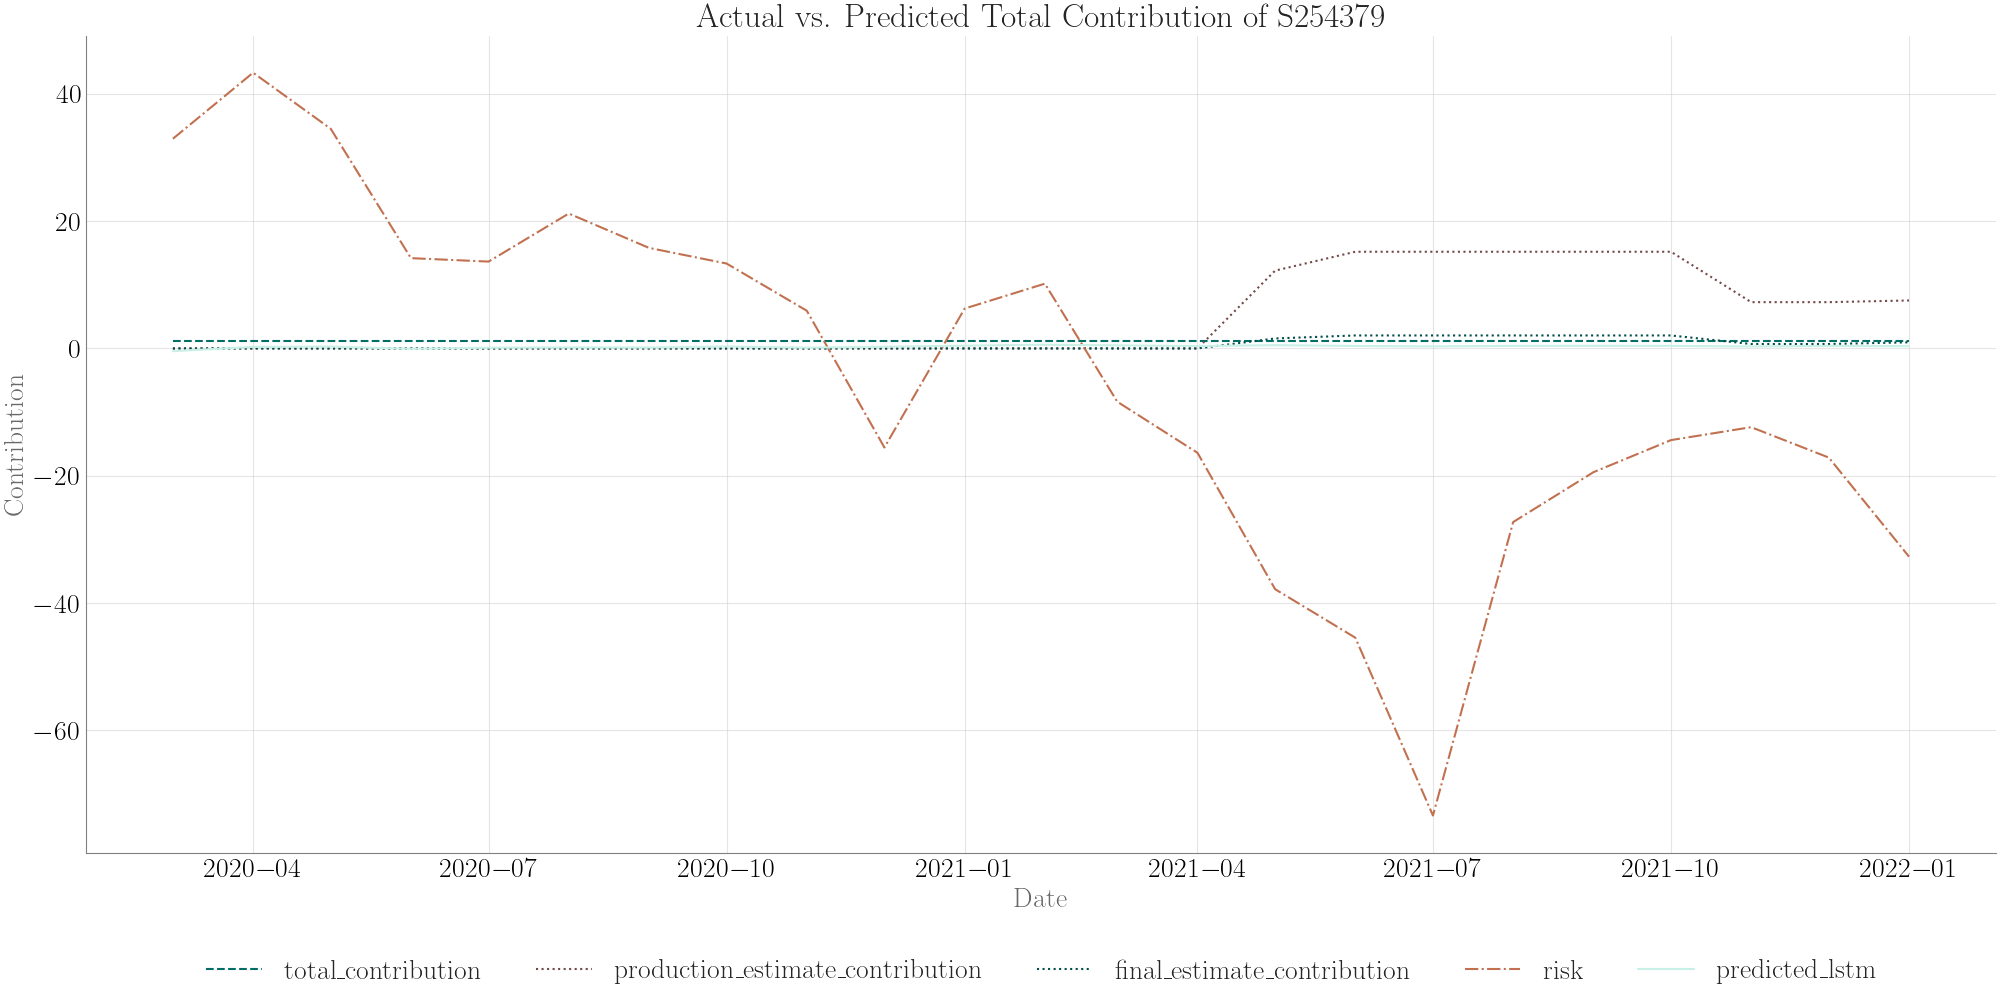 Actual vs. Predicted Total Contribution of S254379
40
20
0
−20
−40
−60
Contribution
2020−04 2020−07 2020−10 2021−01 2021−04 2021−07 2021−10 2022−01
Date
total_contribution production_estimate_contribution final_estimate_contribution risk predicted_lstm